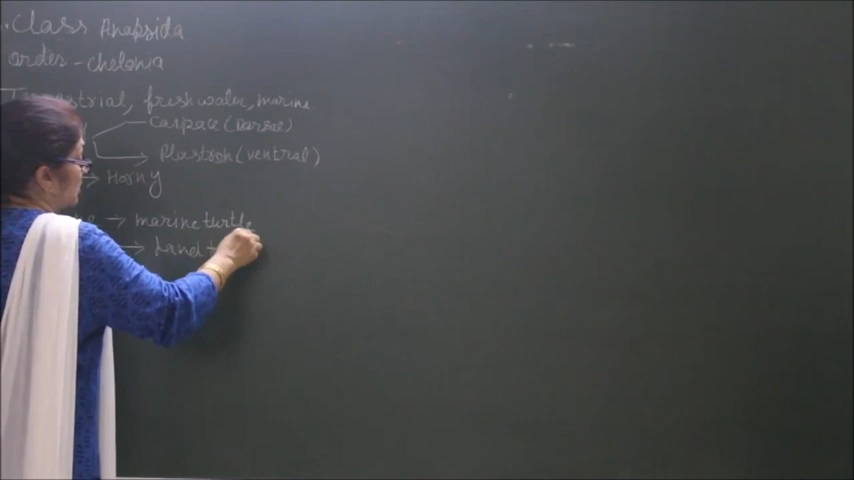 Class Anapsida
order - chelonia
Terrestrial, freshwater, marine
Carpace (Dorsal)
Plastron (ventral)
→ Horny
→ marine turtle
→ Land t